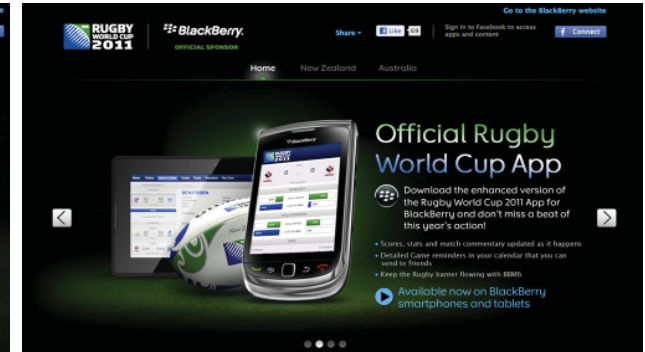 Go to the BlackBerry website
RUGBY
WORLD CUP
2011
BlackBerry.
OFFICIAL SPONSOR
Share
Like 69
Sign in to Facebook to access
apps and content
f Connect
Home New Zealand Australia
BlackBerry
RUGBY
2011
Official Rugby
World Cup App
Download the enhanced version of
the Rugby World Cup 2011 App for
BlackBerry and don't miss a beat of
this year's action!
• Scores, stats and match commentary updated as it happens
• Detailed Game reminders in your calendar that you can
send to friends
• Keep the Rugby banter flowing with BBM6
Available now on BlackBerry
smartphones and tablets